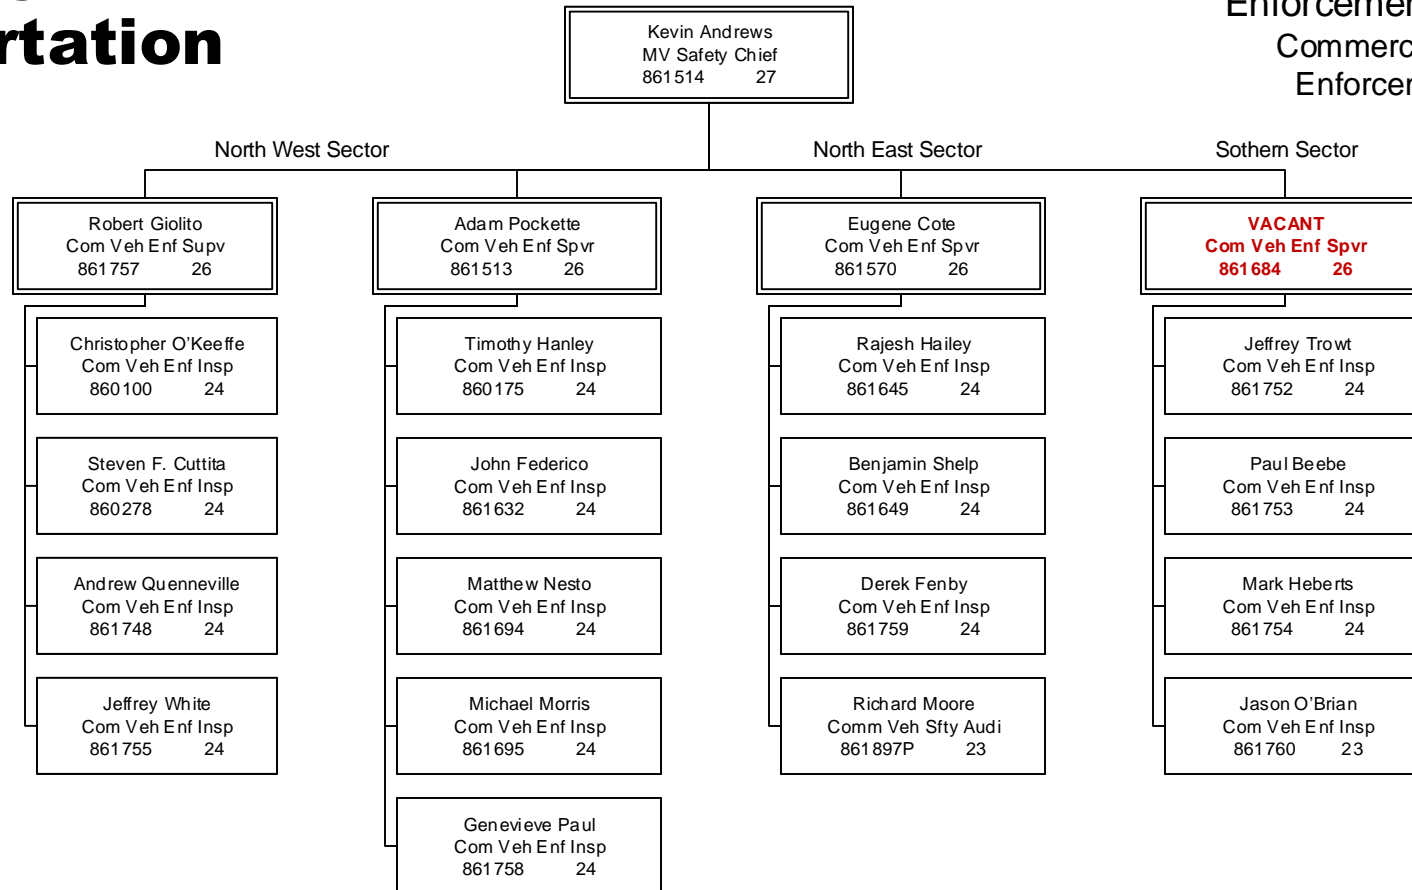 rtation
Kevin Andrews
MV Safety Chief
861514 27
Commerc
North West Sector
North East Sector
Sothern Sector
Robert Giolito
Com Veh Enf Supv
861757 26
Adam Pockette
Com Veh Enf Spvr
861513 26
Eugene Cote
Com Veh Enf Spvr
861570 26
VACANT
Com Veh Enf Spvr
861684 26
Christopher O'Keeffe
Com Veh Enf Insp
860100 24
Steven F. Cuttita
Com Veh Enf Insp
860278 24
Andrew Quenneville
Com Veh Enf Insp
861748 24
Jeffrey White
Com Veh Enf Insp
861755 24
Timothy Hanley
Com Veh Enf Insp
860175 24
John Federico
Com Veh Enf Insp
861632 24
Matthew Nesto
Com Veh Enf Insp
861694 24
Michael Morris
Com Veh Enf Insp
861695 24
Genevieve Paul
Com Veh Enf Insp
861758 24
Rajesh Hailey
Com Veh Enf Insp
861645 24
Benjamin Shelp
Com Veh Enf Insp
861649 24
Derek Fenby
Com Veh Enf Insp
861759 24
Richard Moore
Comm Veh Sfty Audi
861897P 23
Jeffrey Trowt
Com Veh Enf Insp
861752 24
Paul Beebe
Com Veh Enf Insp
861753 24
Mark Heberts
Com Veh Enf Insp
861754 24
Jason O'Brian
Com Veh Enf Insp
861760 23